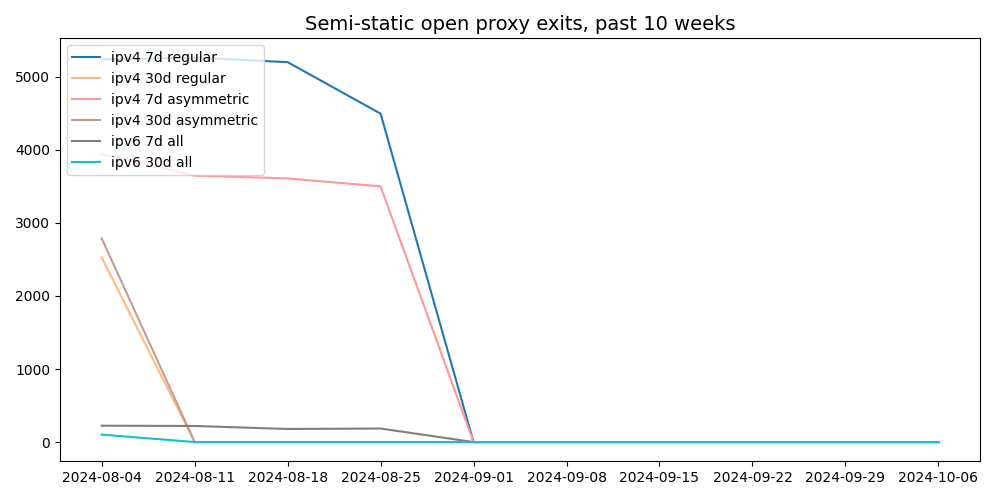 Semi-static open proxy exits, past 10 weeks
ipv4 7d regular
ipv4 30d regular
ipv4 7d asymmetric
ipv4 30d asymmetric
ipv6 7d all
ipv6 30d all
5000
4000
3000
2000
1000
0
2024-08-04 2024-08-11 2024-08-18 2024-08-25 2024-09-01 2024-09-08 2024-09-15 2024-09-22 2024-09-29 2024-10-06